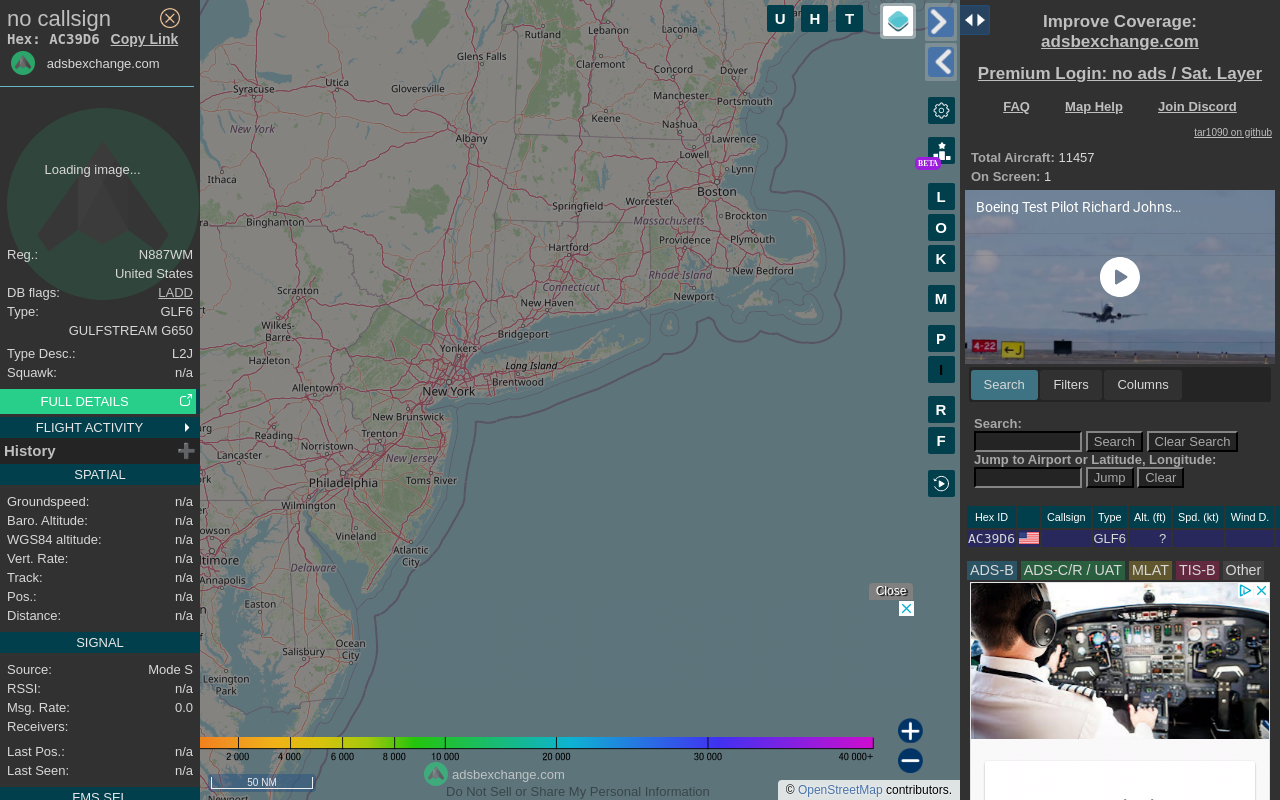 no callsign
Hex: AC39D6 Copy Link
adsbexchange.com
Loading image...
Reg.: N887WM
United States
DB flags: LADD
Type: GLF6
GULFSTREAM G650
Type Desc.: L2J
Squawk: n/a
FULL DETAILS
FLIGHT ACTIVITY
History
SPATIAL
Groundspeed: n/a
Baro. Altitude: n/a
WGS84 altitude: n/a
Vert. Rate: n/a
Track: n/a
Pos.: n/a
Distance: n/a
SIGNAL
Source: Mode S
RSSI: n/a
Msg. Rate: 0.0
Receivers:
Last Pos.: n/a
Last Seen: n/a
FMS SEL
U H T
Rutland
Lebanon
Laconia
Glens Falls
Claremont
Concord
Dover
Utica
Syracuse
Gloversville
Manchester
Portsmouth
Keene
New York
Albany
Nashua
Lawrence
Lowell
Lynn
Ithaca
Boston
Springfield
Worcester
Binghamton
Massachusetts
Brockton
Hartford
Providence
Plymouth
Rhode Island
New Bedford
Connecticut
Scranton
New Haven
Newport
Wilkes-
Barre
Bridgeport
Yonkers
Hazleton
Long Island
Brentwood
Allentown
New York
New Brunswick
Reading
Trenton
Norristown
Lancaster
New Jersey
Philadelphia
Toms River
Wilmington
owson
Vineland
Atlantic
City
ltimore
Delaware
Annapolis
Easton
Ocean
City
Salisbury
Lexington
Park
BETA
L
O
K
M
P
I
R
F
Close
2 000 4 000 6 000 8 000 10 000 20 000 30 000 40 000+
50 NM
adsbexchange.com
Do Not Sell or Share My Personal Information
© OpenStreetMap contributors.
Improve Coverage:
adsbexchange.com
Premium Login: no ads / Sat. Layer
FAQ Map Help Join Discord
tar1090 on github
Total Aircraft: 11457
On Screen: 1
Boeing Test Pilot Richard Johns...
4-22 J
Search Filters Columns
Search:
Search Clear Search
Jump to Airport or Latitude, Longitude:
Jump Clear
Hex ID Callsign Type Alt. (ft) Spd. (kt) Wind D.
AC39D6 GLF6 ?
ADS-B ADS-C/R / UAT MLAT TIS-B Other